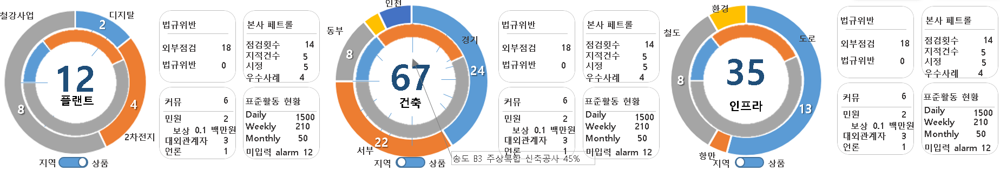 철강사업
디지탈
2
4
8
2차전지
12
플랜트
지역
상품
법규위반
외부점검 18
법규위반 0
본사 페트롤
점검횟수 14
지적건수 5
시정 5
우수사례 4
커뮤 6
민원 2
보상 0.1 백만원
대외관계자 3
언론 1
표준활동 현황
Daily 1500
Weekly 210
Monthly 50
미입력 alarm 12
인천
동부
경기
8
24
22
서부
67
건축
송도 B3 주상복합 신축공사 45%
지역
상품
법규위반
외부점검 18
법규위반 0
본사 페트롤
점검횟수 14
지적건수 5
시정 5
우수사례 4
커뮤 6
민원 2
보상 0.1 백만원
대외관계자 3
언론 1
표준활동 현황
Daily 1500
Weekly 210
Monthly 50
미입력 alarm 12
환경
철도
도로
8
13
항만
35
인프라
지역
상품
법규위반
외부점검 18
법규위반 0
본사 페트롤
점검횟수 14
지적건수 5
시정 5
우수사례 4
커뮤 6
민원 2
보상 0.1 백만원
대외관계자 3
언론 1
표준활동 현황
Daily 1500
Weekly 210
Monthly 50
미입력 alarm 12